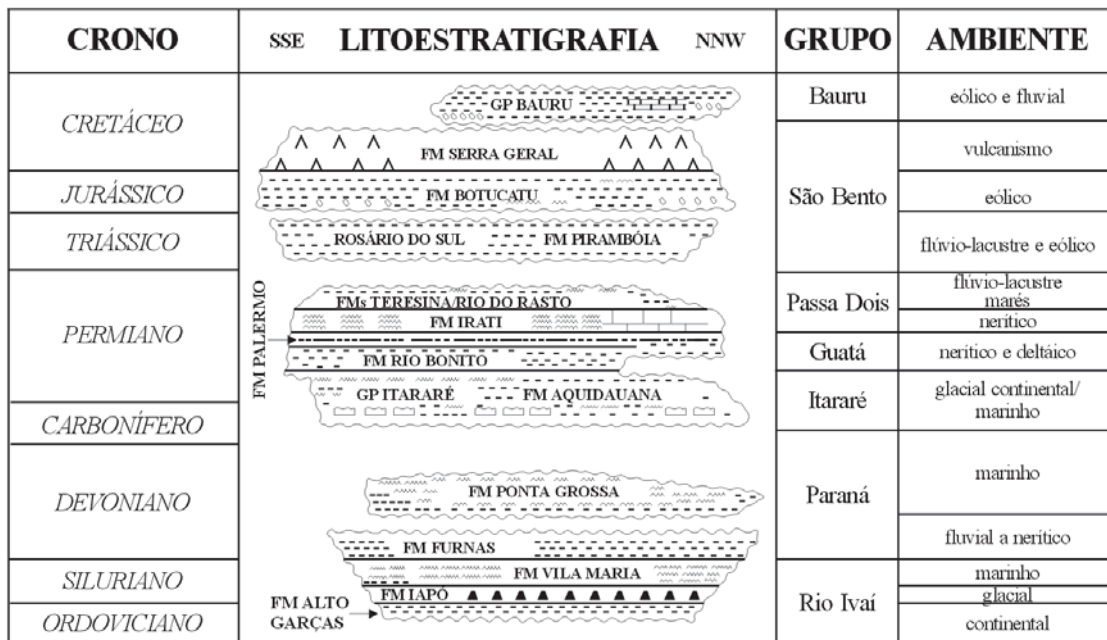 CRONO
SSE LITOESTRATIGRAFIA NNW
GRUPO
AMBIENTE
CRETÁCEO
JURÁSSICO
TRIÁSSICO
PERMIANO
CARBONÍFERO
DEVONIANO
SILURIANO
ORDOVICIANO
GP BAURU
FM SERRA GERAL
FM BOTUCATU
ROSÁRIO DO SUL FM PIRAMBÓIA
FMs TERESINA/RIO DO RASTO
FM IRATI
FM PALERMO
FM RIO BONITO
GP ITARARÉ FM AQUIDAUANA
FM PONTA GROSSA
FM FURNAS
FM VILA MARIA
FM IAPÓ
FM ALTO
GARÇAS
Bauru
São Bento
Passa Dois
Guatá
Itararé
Paraná
Rio Ivaí
eólico e fluvial
vulcanismo
eólico
flúvio-lacustre e eólico
flúvio-lacustre
marés
nerítico
nerítico e deltáico
glacial continental/
marinho
marinho
fluvial a nerítico
marinho
glacial
continental